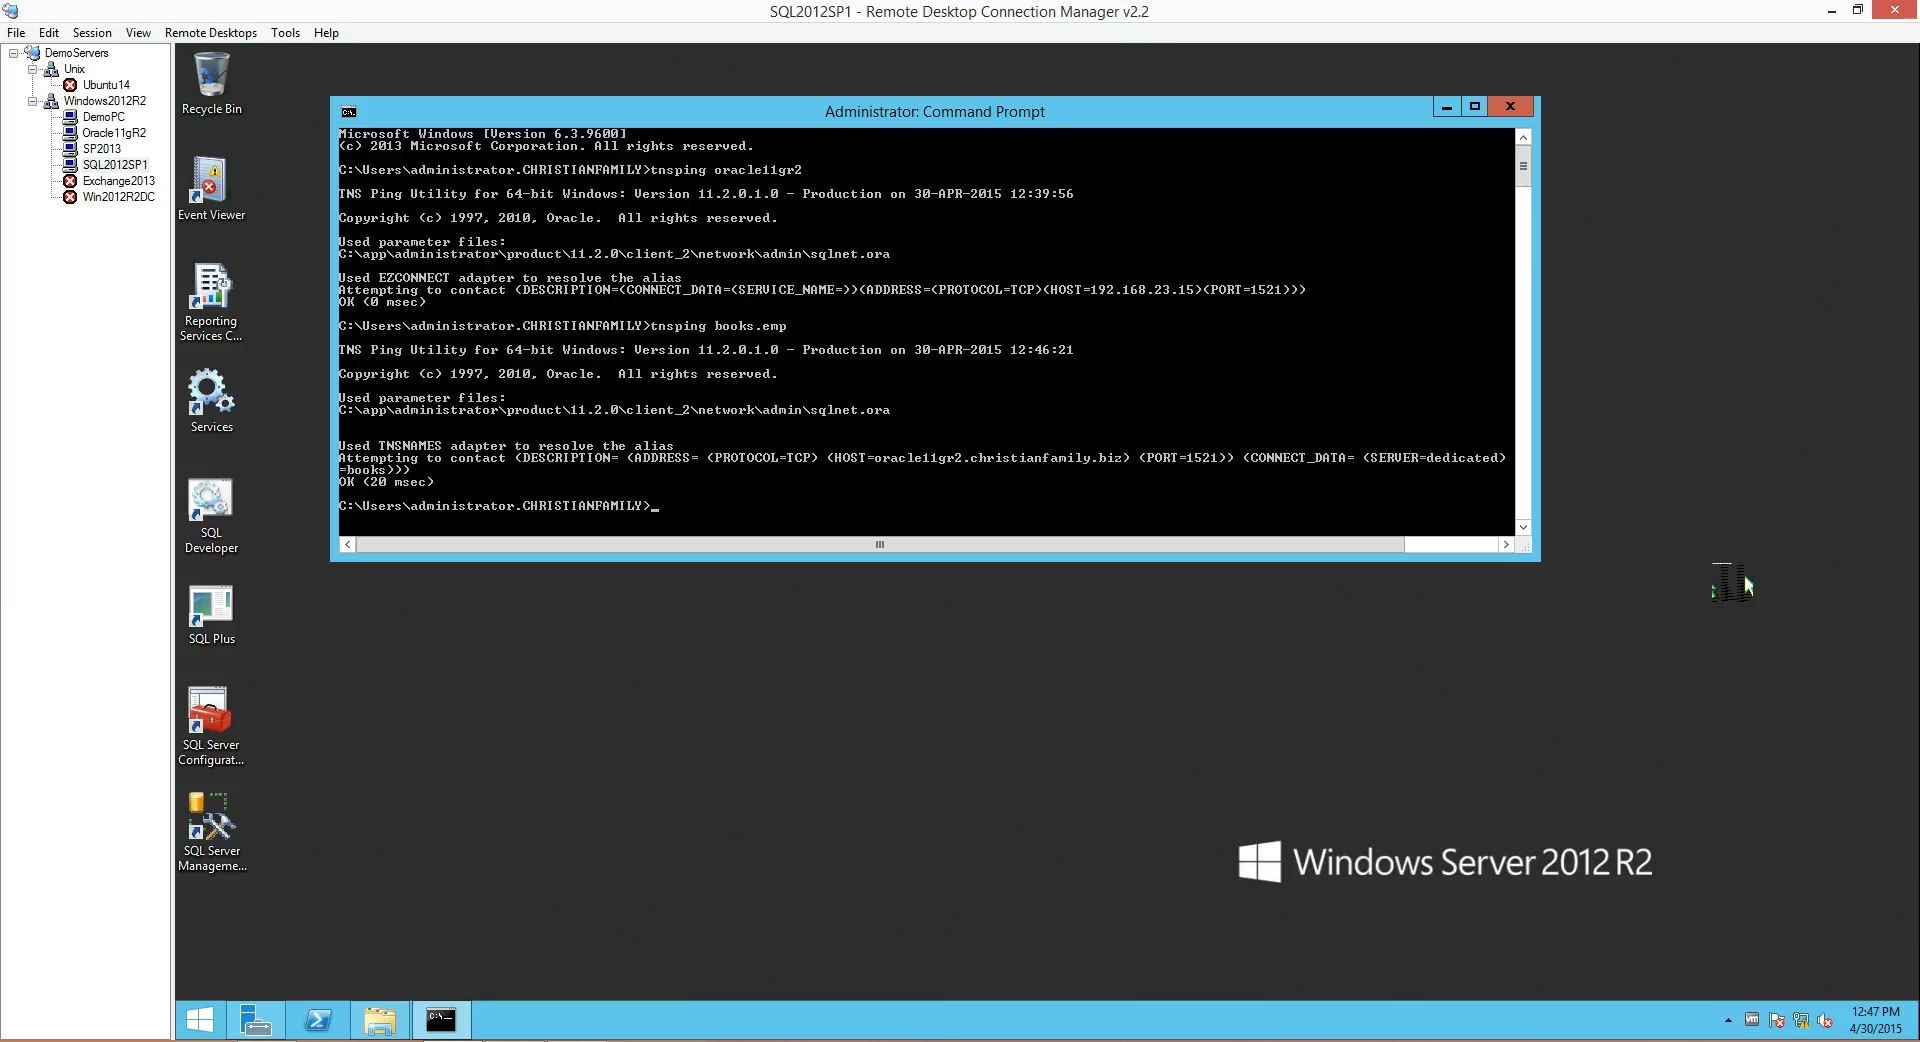 SQL2012SP1 - Remote Desktop Connection Manager v2.2
File Edit Session View Remote Desktops Tools Help
DemoServers
Unix
Ubuntu14
Windows2012R2
DemoPC
Oracle11gR2
SP2013
SQL2012SP1
Exchange2013
Win2012R2DC
Recycle Bin
Event Viewer
Reporting
Services C...
Services
SQL
Developer
SQL Plus
SQL Server
Configurat...
SQL Server
Manageme...
Administrator: Command Prompt
Microsoft Windows [Version 6.3.9600]
(c) 2013 Microsoft Corporation. All rights reserved.
C:\Users\administrator.CHRISTIANFAMILY>tnsping oracle11gr2
TNS Ping Utility for 64-bit Windows: Version 11.2.0.1.0 - Production on 30-APR-2015 12:39:56
Copyright (c) 1997, 2010, Oracle.  All rights reserved.
Used parameter files:
C:\app\administrator\product\11.2.0\client_2\network\admin\sqlnet.ora
Used EZCONNECT adapter to resolve the alias
Attempting to contact (DESCRIPTION=(CONNECT_DATA=(SERVICE_NAME=))(ADDRESS=(PROTOCOL=TCP)(HOST=192.168.23.15)(PORT=1521)))
OK (0 msec)
C:\Users\administrator.CHRISTIANFAMILY>tnsping books.emp
TNS Ping Utility for 64-bit Windows: Version 11.2.0.1.0 - Production on 30-APR-2015 12:46:21
Copyright (c) 1997, 2010, Oracle.  All rights reserved.
Used parameter files:
C:\app\administrator\product\11.2.0\client_2\network\admin\sqlnet.ora
Used TNSNAMES adapter to resolve the alias
Attempting to contact (DESCRIPTION= (ADDRESS= (PROTOCOL=TCP) (HOST=oracle11gr2.christianfamily.biz) (PORT=1521)) (CONNECT_DATA= (SERVER=dedicated)
=books)))
OK (20 msec)
C:\Users\administrator.CHRISTIANFAMILY>_
Windows Server 2012 R2
12:47 PM
4/30/2015